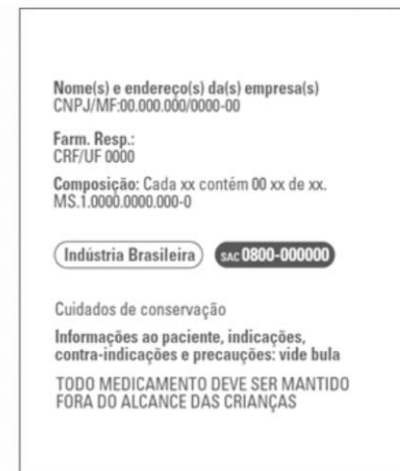 Nome(s) e endereço(s) da(s) empresa(s)
CNPJ/MF:00.000.000/0000-00
Farm. Resp.:
CRF/UF 0000
Composição: Cada xx contém 00 xx de xx.
MS.1.0000.0000.000-0
Indústria Brasileira
SAC 0800-000000
Cuidados de conservação
Informações ao paciente, indicações,
contra-indicações e precauções: vide bula
TODO MEDICAMENTO DEVE SER MANTIDO
FORA DO ALCANCE DAS CRIANÇAS